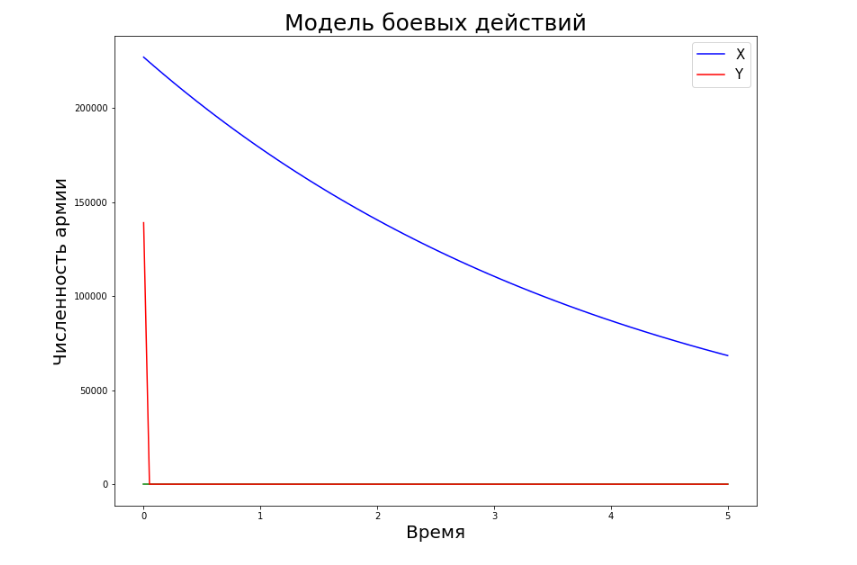 Модель боевых действий
X
Y
Численность армии
200000
150000
100000
50000
0
0 1 2 3 4 5
Время